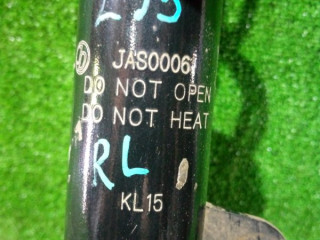 JAS0006
DO NOT OPEN
DO NOT HEAT
RL
KL15